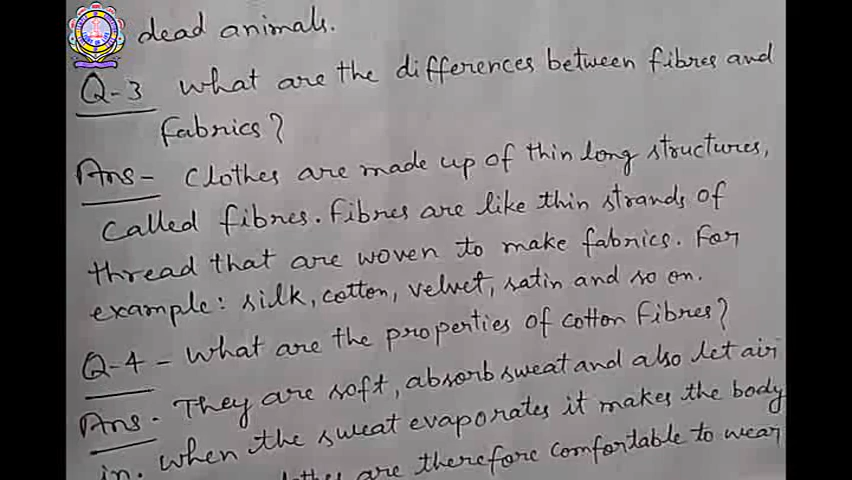 dead animals.
Q-3 What are the differences between fibres and
fabrics?
Ans- Clothes are made up of thin long structures,
Called fibres. Fibres are like thin strands of
thread that are woven to make fabrics. For
example: silk, cotton, velvet, satin and so on.
Q-4 - What are the properties of cotton Fibres?
Ans- They are soft, absorb sweat and also let air
in. When the sweat evaporates it makes the body
are therefore comfortable to wear